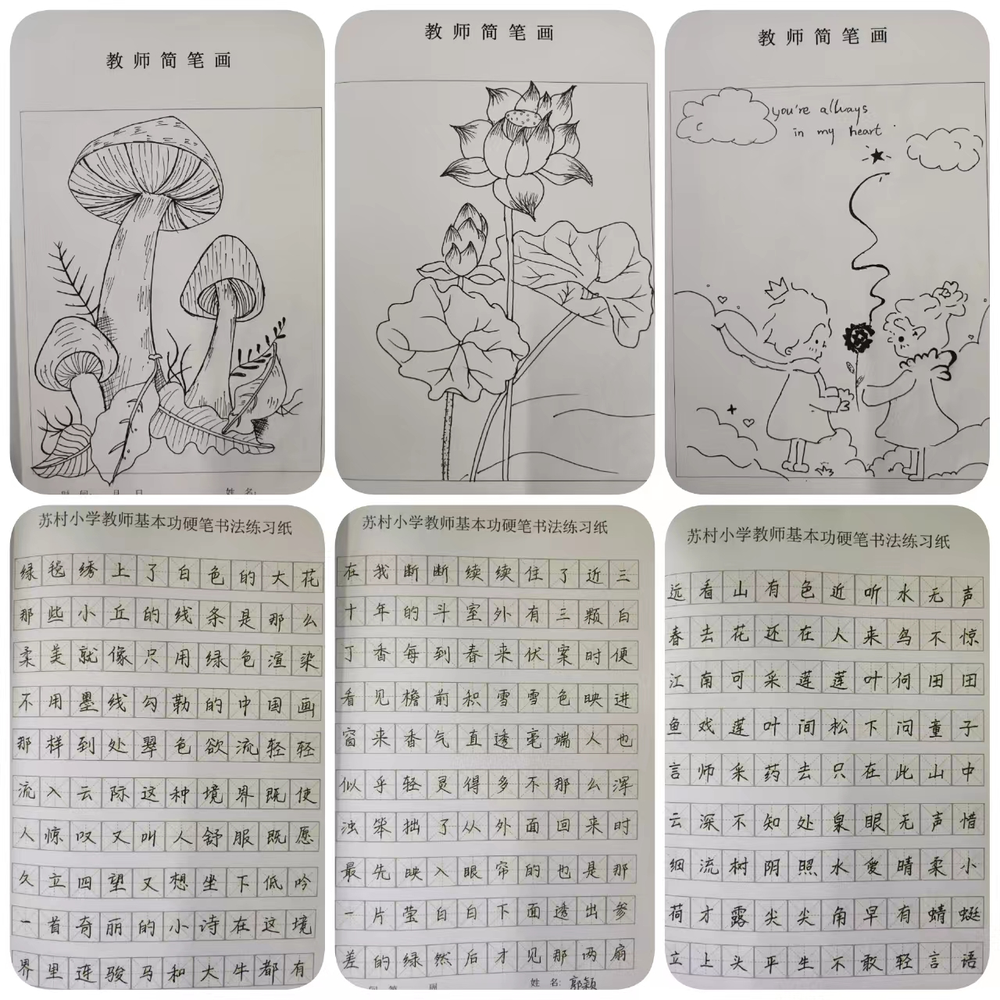 教师简笔画
时间: 月 日 姓名:
教师简笔画
教师简笔画
you're always
in my heart
苏村小学教师基本功硬笔书法练习纸
绿毯绣上了白色的大花
那些小丘的线条是那么
柔美就像只用绿色渲染
不用墨线勾勒的中国画
那样到处翠色欲流轻轻
流入云际这种境界既使
人惊叹又叫人舒服既愿
久立四望又想坐下低吟
一首奇丽的小诗在这境
界里连骏马和大牛都有
苏村小学教师基本功硬笔书法练习纸
在我断断续续住了近三
十年的斗室外有三颗白
丁香每到春来伏案时便
看见檐前积雪雪色映进
窗来香气直透毫端人也
似乎轻灵得多不那么浑
浊笨拙了从外面回来时
最先映入眼帘的也是那
一片莹白白下面透出参
差的绿然后才见那两扇
姓名:郭颖
苏村小学教师基本功硬笔书法练习纸
远看山有色近听水无声
春去花还在人来鸟不惊
江南可采莲莲叶何田田
鱼戏莲叶间松下问童子
言师采药去只在此山中
云深不知处泉眼无声惜
细流树阴照水爱晴柔小
荷才露尖尖角早有蜻蜓
立上头平生不敢轻言语